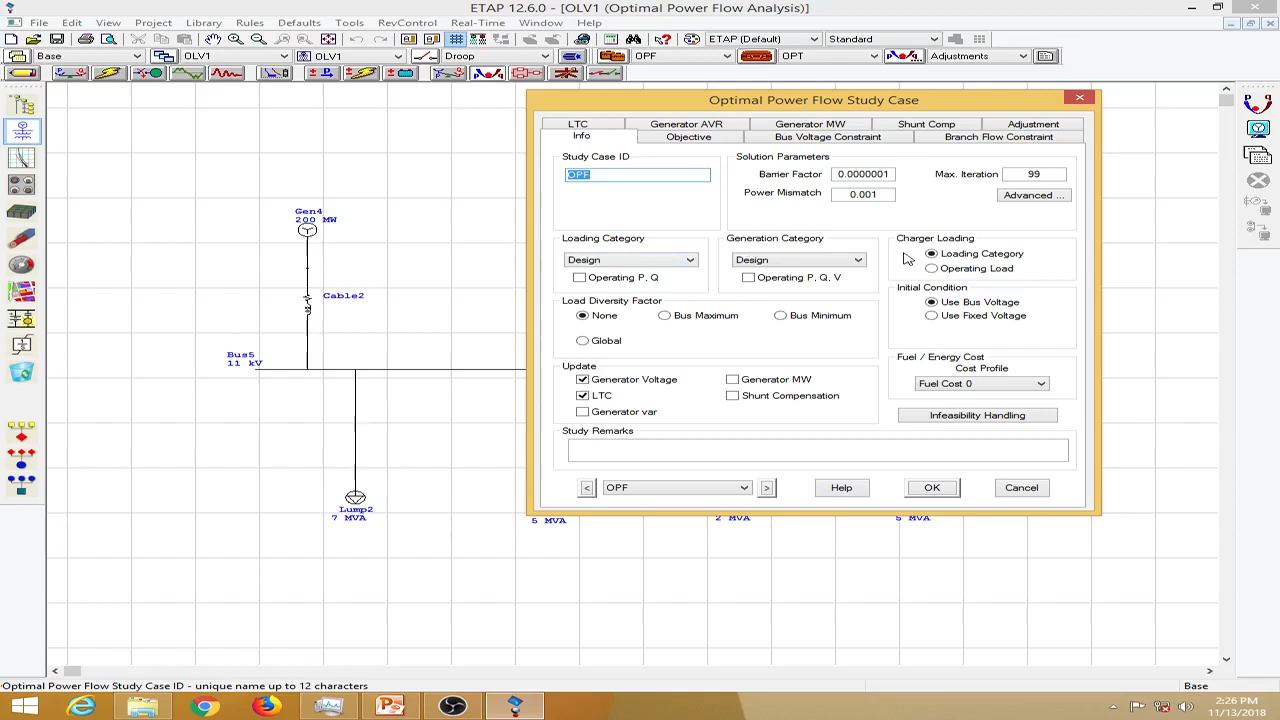 ETAP 12.6.0 - [OLV1 (Optimal Power Flow Analysis)]
File Edit View Project Library Rules Defaults Tools RevControl Real-Time Window Help
ETAP (Default) Standard
Base OLV1 OLV1 Droop OPF OPT Adjustments
Gen4
200 MW
Cable2
Bus5
11 kV
Lump2
7 MVA
5 MVA
2 MVA
5 MVA
Optimal Power Flow Study Case
LTC Generator AVR Generator MW Shunt Comp Adjustment
Info Objective Bus Voltage Constraint Branch Flow Constraint
Study Case ID
OPF
Solution Parameters
Barrier Factor 0.0000001 Max. Iteration 99
Power Mismatch 0.001 Advanced ...
Loading Category
Design
Operating P, Q
Generation Category
Design
Operating P, Q, V
Charger Loading
Loading Category
Operating Load
Initial Condition
Use Bus Voltage
Use Fixed Voltage
Load Diversity Factor
None Bus Maximum Bus Minimum
Global
Update
Generator Voltage Generator MW
LTC Shunt Compensation
Generator var
Fuel / Energy Cost
Cost Profile
Fuel Cost 0
Infeasibility Handling
Study Remarks
< OPF > Help OK Cancel
Optimal Power Flow Study Case ID - unique name up to 12 characters Base
2:26 PM
11/13/2018